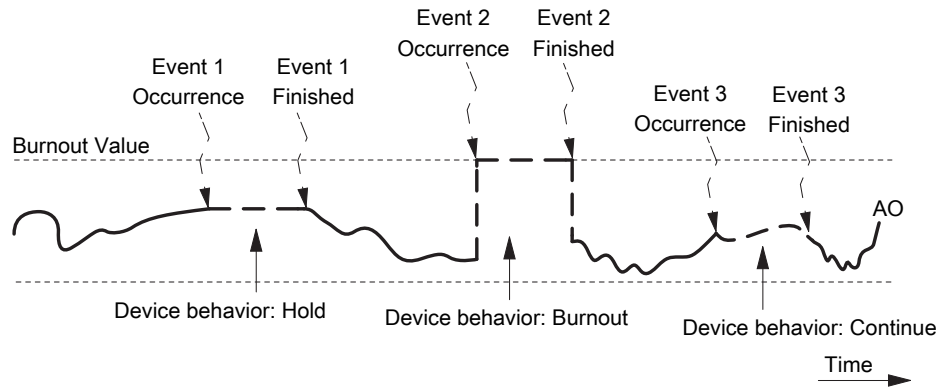 Event 1
Occurrence
Event 1
Finished
Event 2
Occurrence
Event 2
Finished
Event 3
Occurrence
Event 3
Finished
Burnout Value
AO
Device behavior: Hold
Device behavior: Burnout
Device behavior: Continue
Time